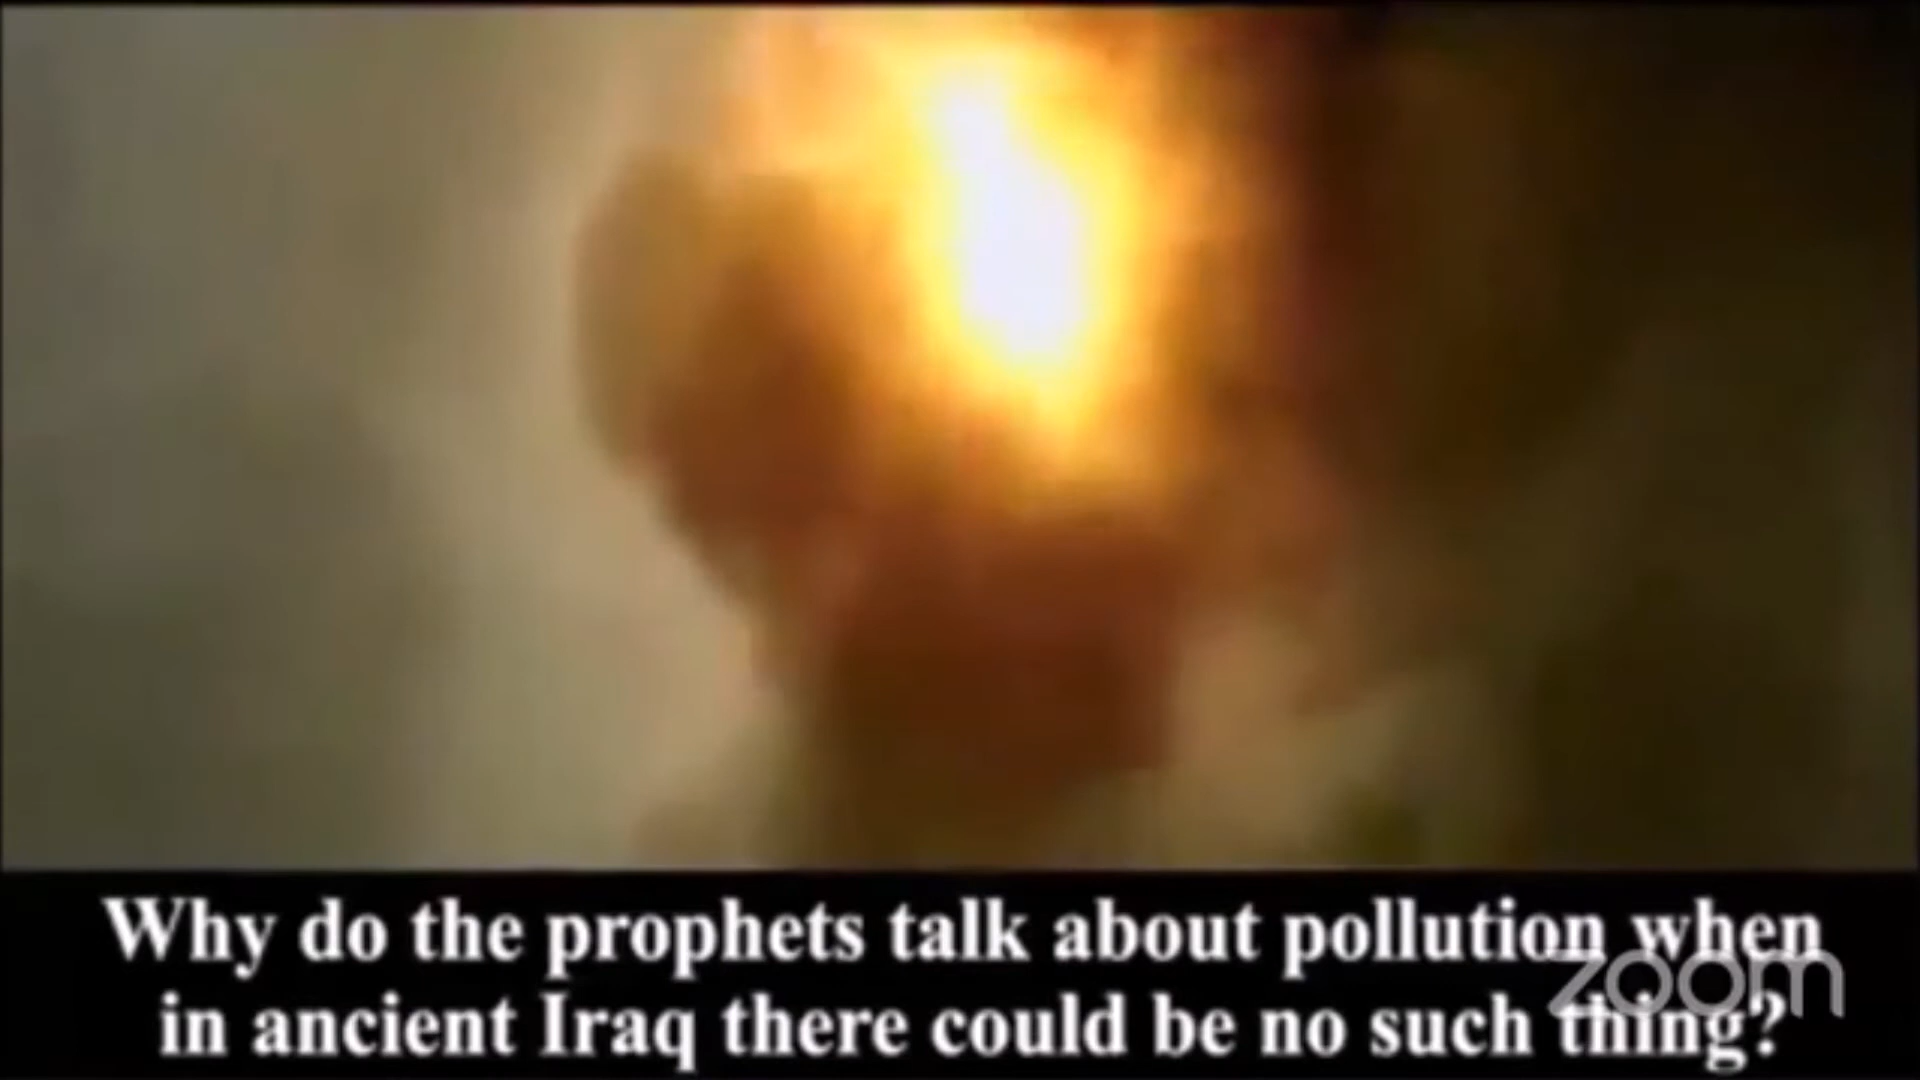 Why do the prophets talk about pollution when
in ancient Iraq there could be no such thing?
zoom